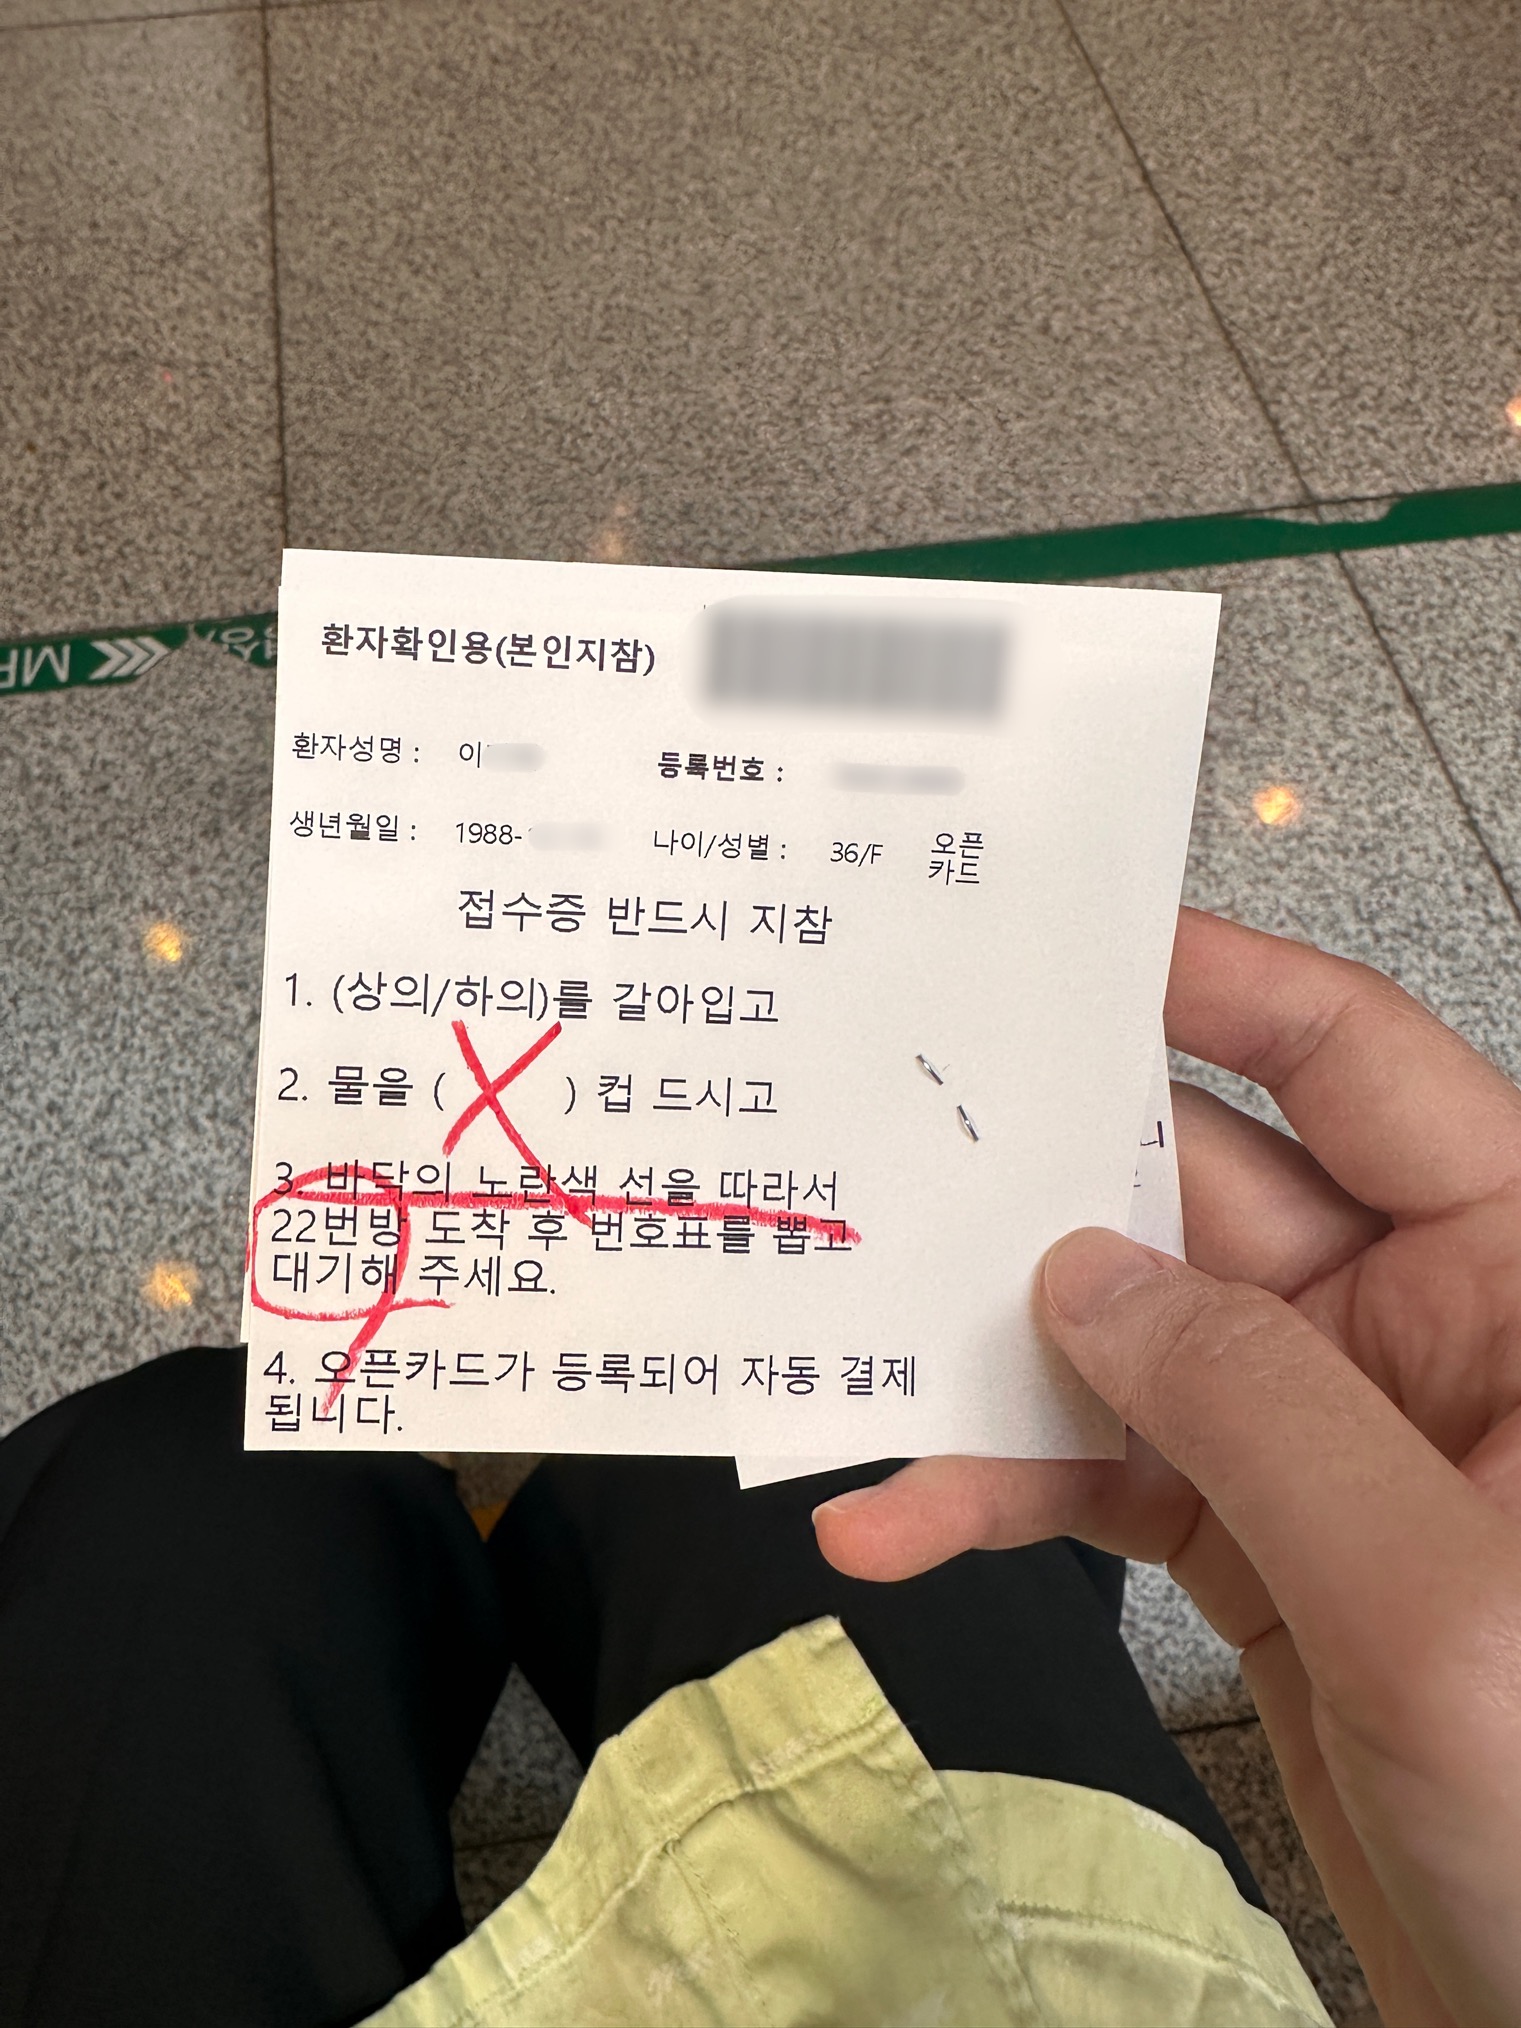 환자확인용(본인지참)
환자성명 : 이
등록번호 :
생년월일 : 1988-
나이/성별 : 36/F
오픈
카드
접수증 반드시 지참
1. (상의/하의)를 갈아입고
2. 물을 ( ) 컵 드시고
3. 바닥의 노란색 선을 따라서
22번방 도착 후 번호표를 뽑고
대기해 주세요.
4. 오픈카드가 등록되어 자동 결제
됩니다.